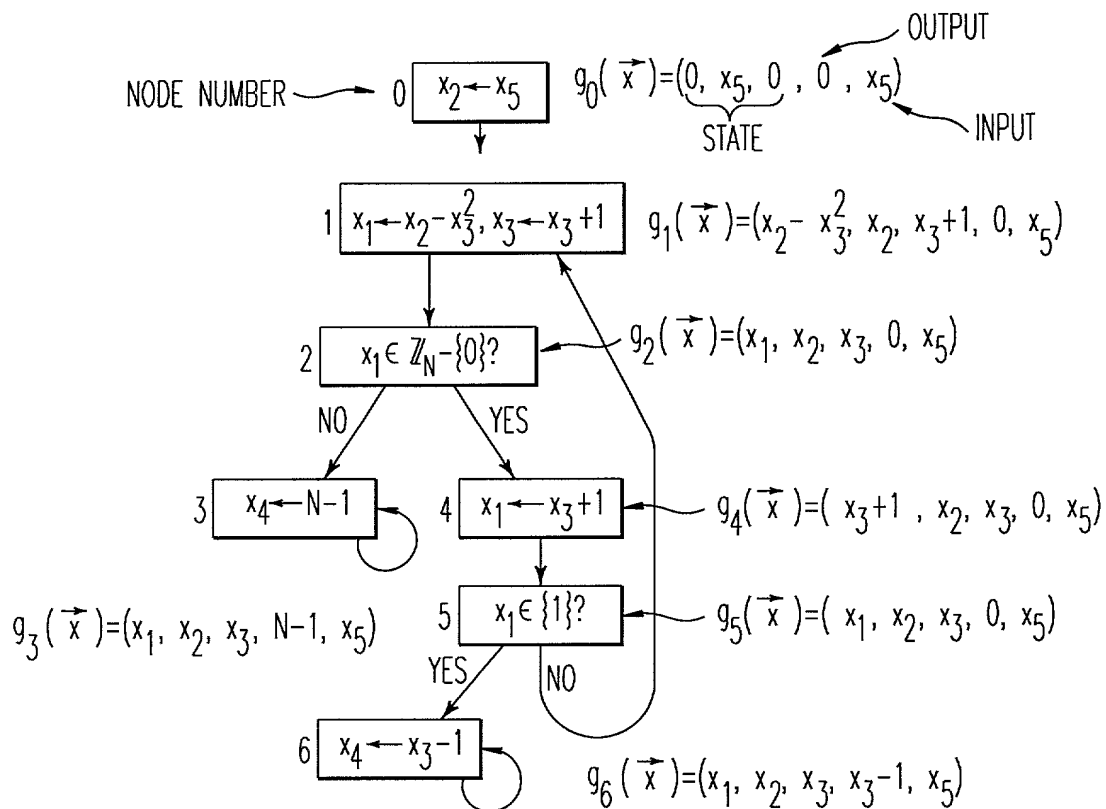 OUTPUT
NODE NUMBER
0
x₂←x₅
g₀(x⃗)=(0, x₅, 0 , 0 , x₅)
STATE
INPUT
1
x₁←x₂−x₃², x₃←x₃+1
g₁(x⃗)=(x₂− x₃², x₂, x₃+1, 0, x₅)
2
x₁∈ ℤ_N−{0}?
g₂(x⃗)=(x₁, x₂, x₃, 0, x₅)
NO
YES
3
x₄←N−1
4
x₁←x₃+1
g₄(x⃗)=( x₃+1 , x₂, x₃, 0, x₅)
5
x₁∈{1}?
g₅(x⃗)=( x₁, x₂, x₃, 0, x₅)
g₃(x⃗)=(x₁, x₂, x₃, N−1, x₅)
YES
NO
6
x₄←x₃−1
g₆(x⃗)=(x₁, x₂, x₃, x₃−1, x₅)